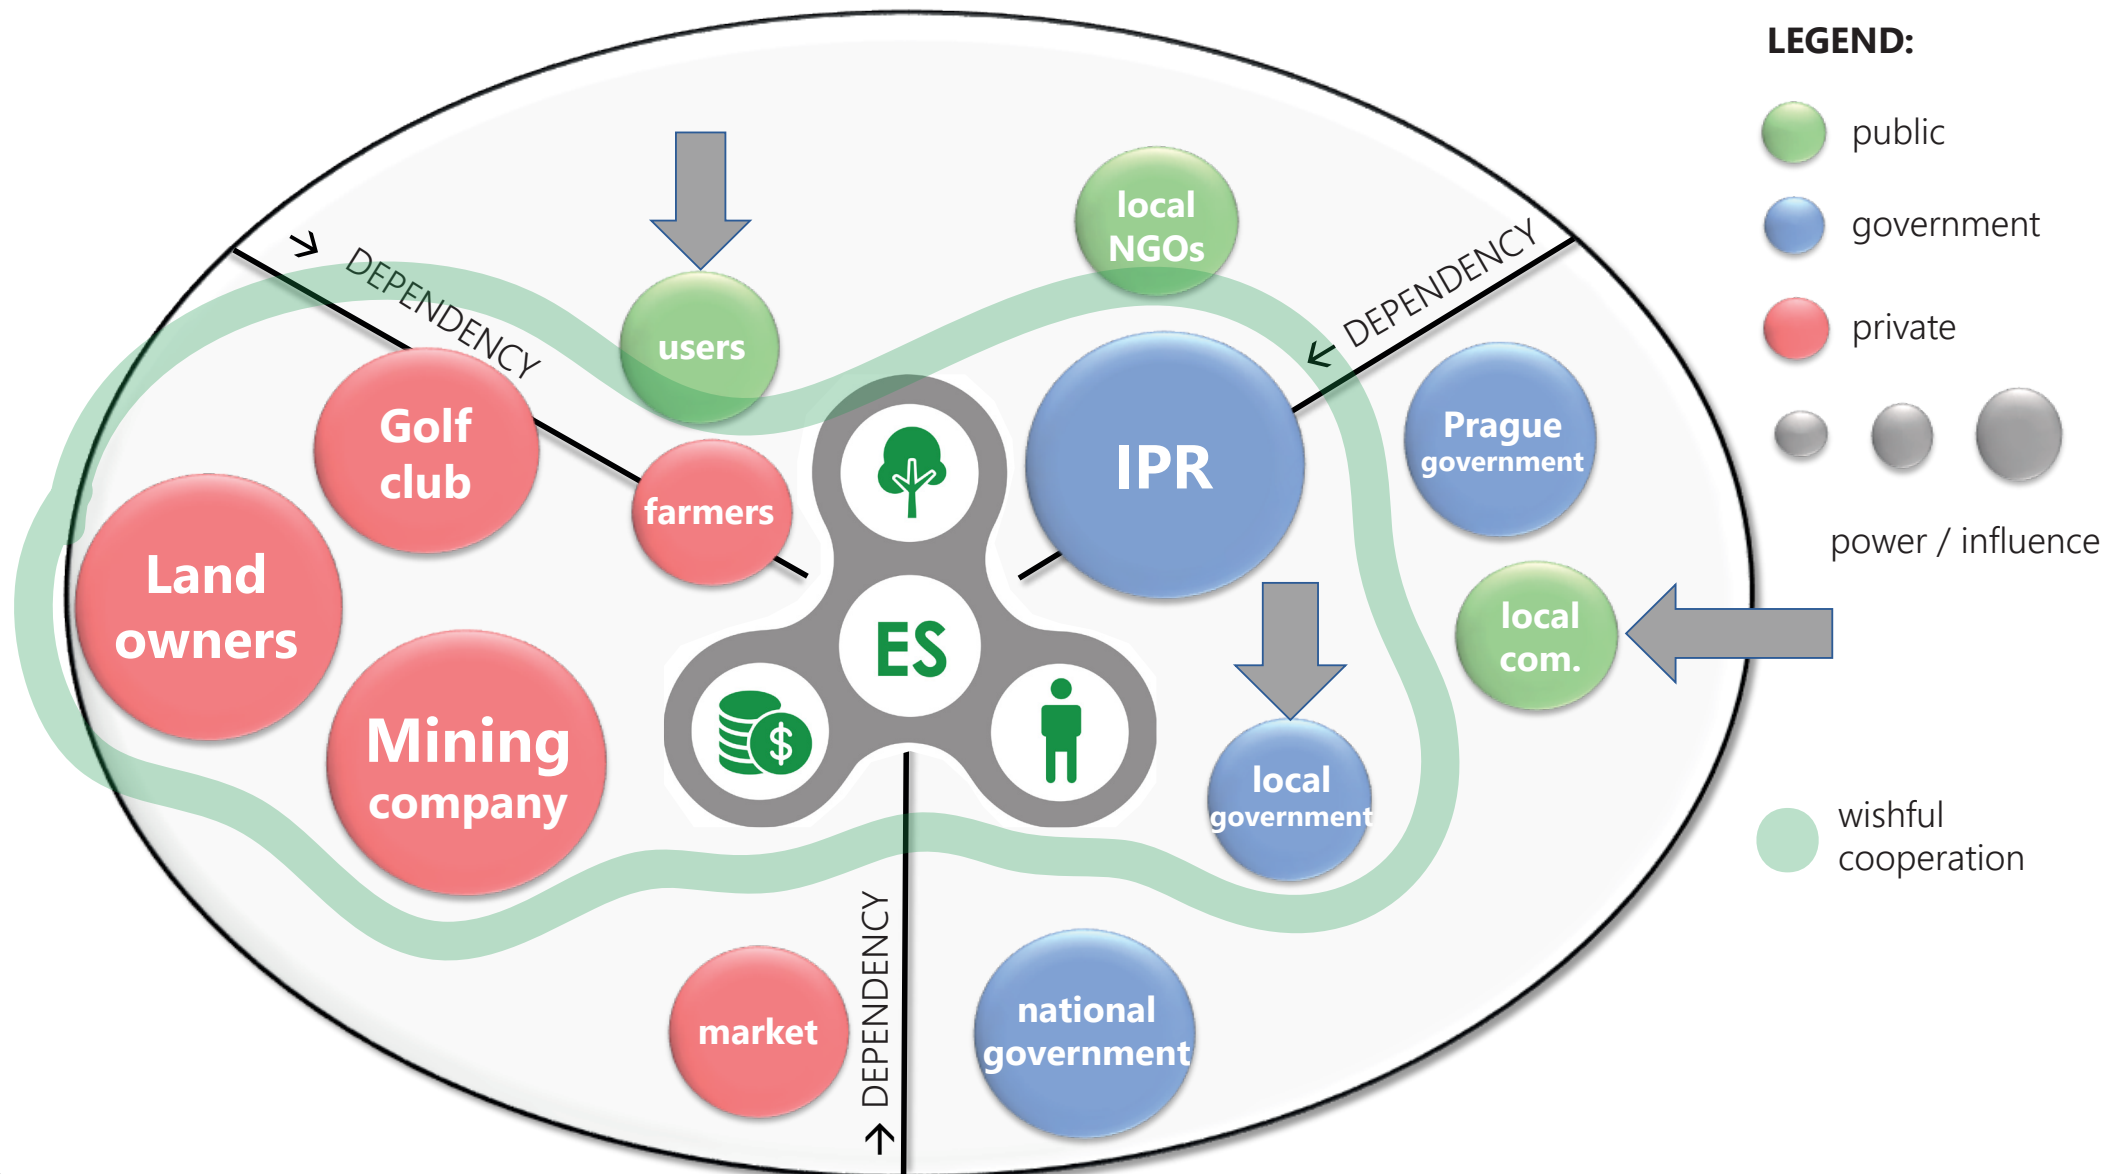 LEGEND:
public
government
private
power / influence
wishful
cooperation
local
NGOs
→ DEPENDENCY
← DEPENDENCY
users
Golf
club
IPR
Prague
government
farmers
Land
owners
ES
local
com.
Mining
company
$
local
government
→ DEPENDENCY
market
national
government